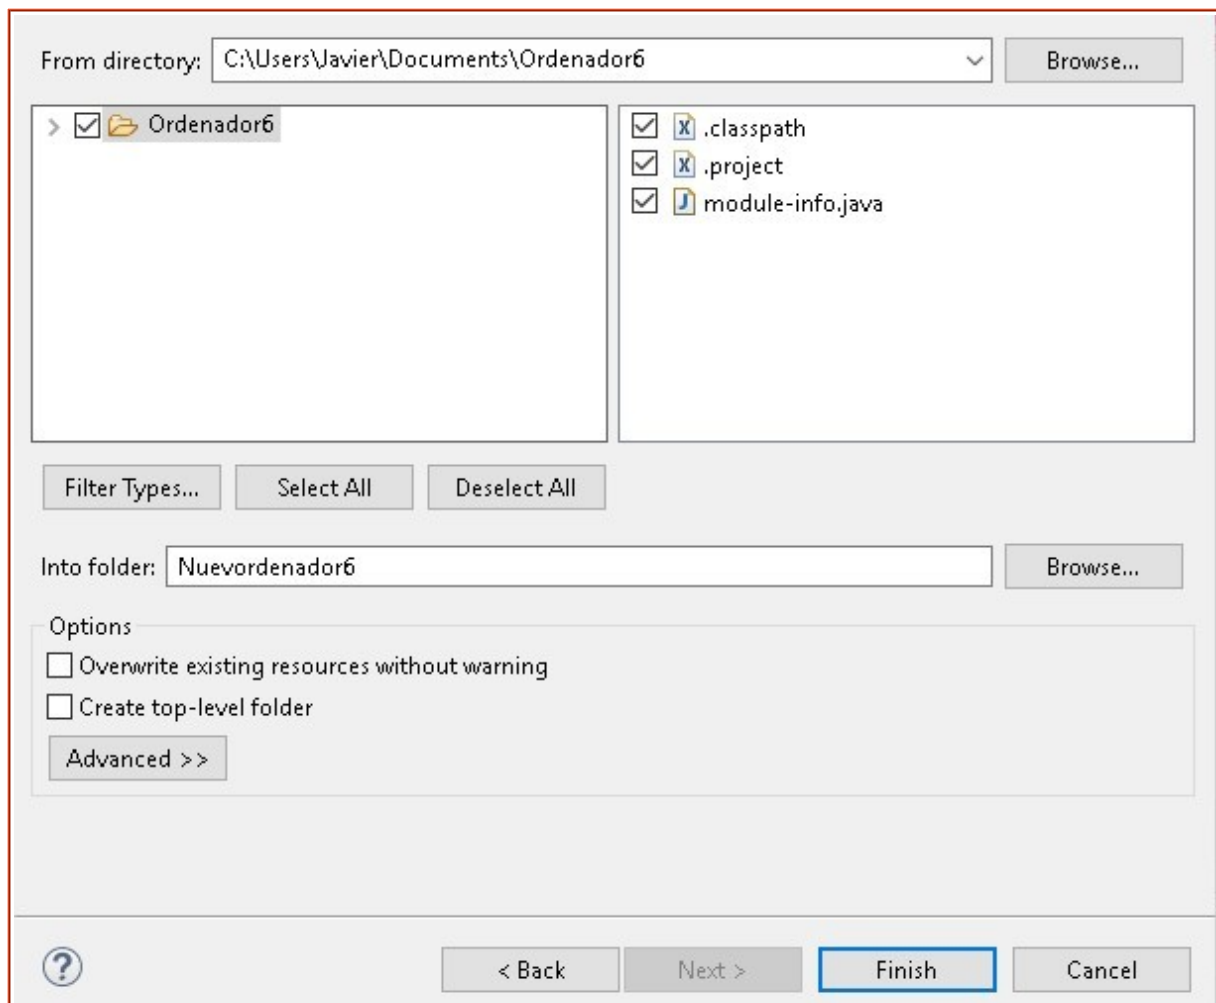 From directory: C:\Users\Javier\Documents\Ordenador6 Browse...
Ordenador6
.classpath
.project
module-info.java
Filter Types... Select All Deselect All
Into folder: Nuevordenador6 Browse...
Options
Overwrite existing resources without warning
Create top-level folder
Advanced >>
? < Back Next > Finish Cancel